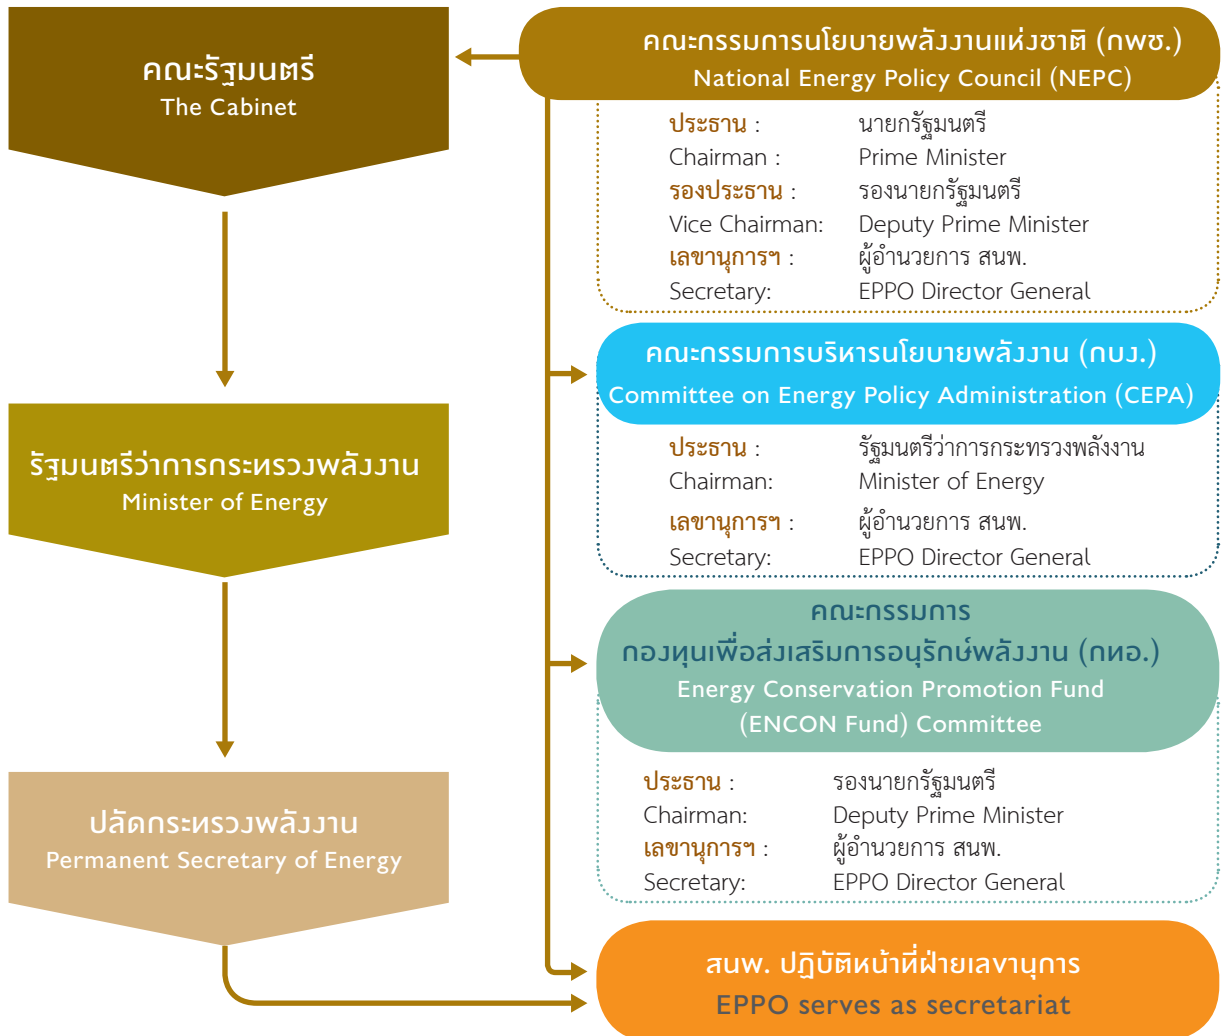 คณะรัฐมนตรี
The Cabinet
รัฐมนตรีว่าการกระทรวงพลังงาน
Minister of Energy
ปลัดกระทรวงพลังงาน
Permanent Secretary of Energy
คณะกรรมการนโยบายพลังงานแห่งชาติ (กพช.)
National Energy Policy Council (NEPC)
ประธาน : นายกรัฐมนตรี
Chairman : Prime Minister
รองประธาน : รองนายกรัฐมนตรี
Vice Chairman: Deputy Prime Minister
เลขานุการฯ : ผู้อำนวยการ สนพ.
Secretary: EPPO Director General
คณะกรรมการบริหารนโยบายพลังงาน (กบง.)
Committee on Energy Policy Administration (CEPA)
ประธาน : รัฐมนตรีว่าการกระทรวงพลังงาน
Chairman: Minister of Energy
เลขานุการฯ : ผู้อำนวยการ สนพ.
Secretary: EPPO Director General
คณะกรรมการ
กองทุนเพื่อส่งเสริมการอนุรักษ์พลังงาน (กทอ.)
Energy Conservation Promotion Fund
(ENCON Fund) Committee
ประธาน : รองนายกรัฐมนตรี
Chairman: Deputy Prime Minister
เลขานุการฯ : ผู้อำนวยการ สนพ.
Secretary: EPPO Director General
สนพ. ปฏิบัติหน้าที่ฝ่ายเลขานุการ
EPPO serves as secretariat